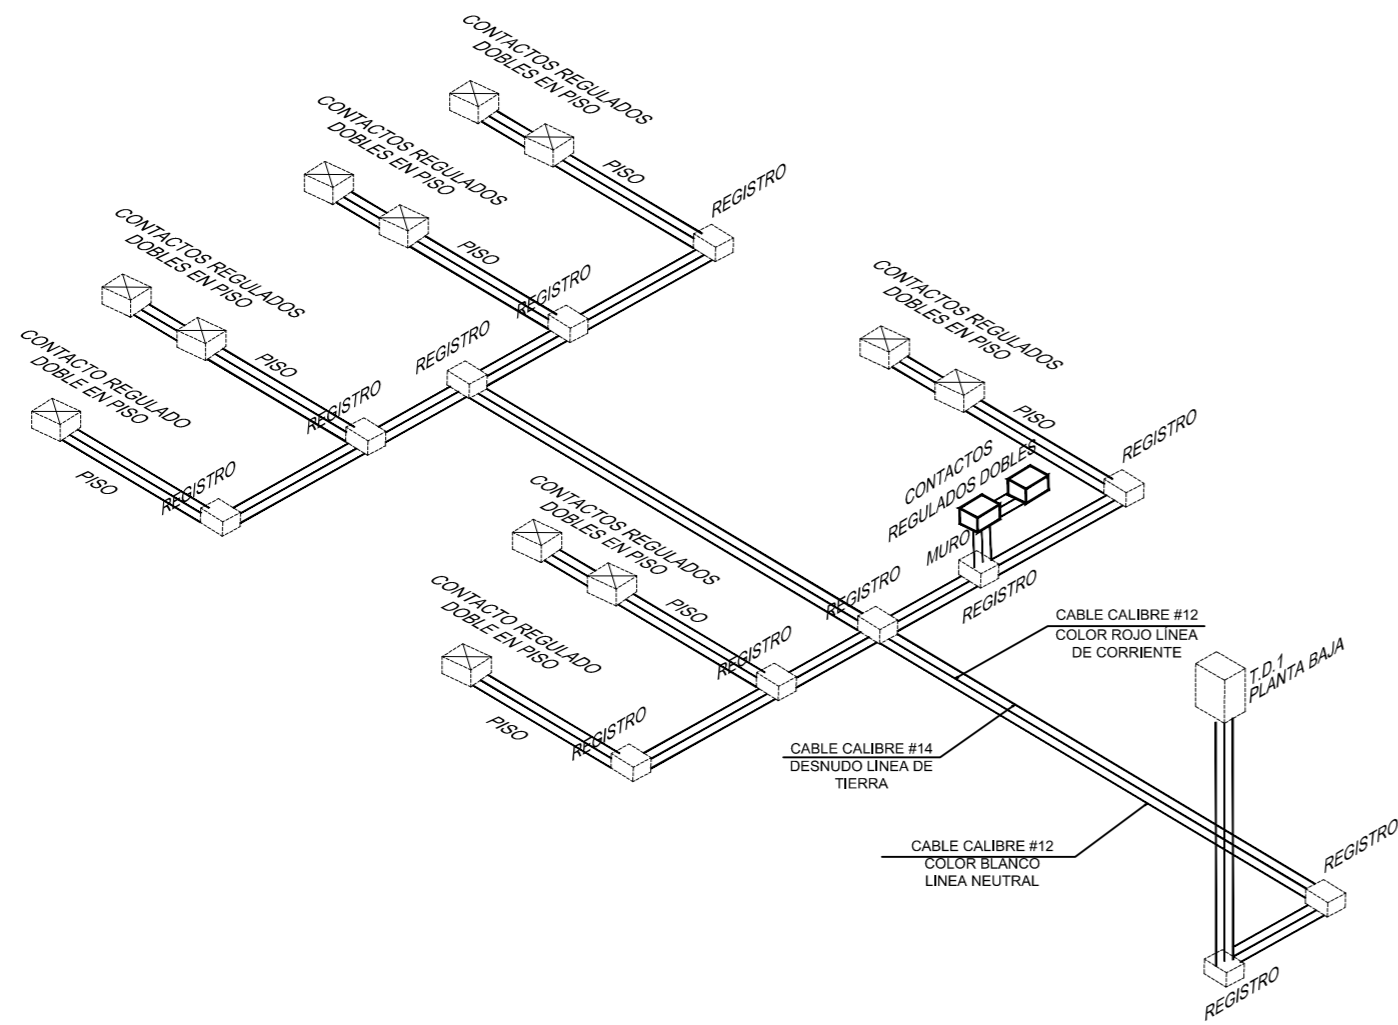 CONTACTOS REGULADOS
DOBLES EN PISO
PISO
REGISTRO
CONTACTOS REGULADOS
DOBLES EN PISO
PISO
REGISTRO
REGISTRO
CONTACTOS REGULADOS
DOBLES EN PISO
PISO
REGISTRO
CONTACTO REGULADO
DOBLE EN PISO
PISO
REGISTRO
CONTACTOS REGULADOS
DOBLES EN PISO
PISO
REGISTRO
CONTACTOS
REGULADOS DOBLES
MURO
REGISTRO
REGISTRO
CONTACTOS REGULADOS
DOBLES EN PISO
PISO
REGISTRO
CONTACTO REGULADO
DOBLE EN PISO
PISO
REGISTRO
CABLE CALIBRE #12
COLOR ROJO LÍNEA
DE CORRIENTE
T.D.1
PLANTA BAJA
CABLE CALIBRE #14
DESNUDO LINEA DE
TIERRA
CABLE CALIBRE #12
COLOR BLANCO
LINEA NEUTRAL
REGISTRO
REGISTRO